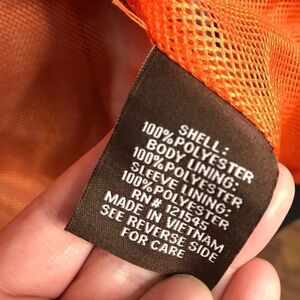 SHELL:
100% POLYESTER
BODY LINING:
100% POLYESTER
SLEEVE LINING:
100% POLYESTER
RN# 121585
MADE IN VIETNAM
SEE REVERSE SIDE
FOR CARE